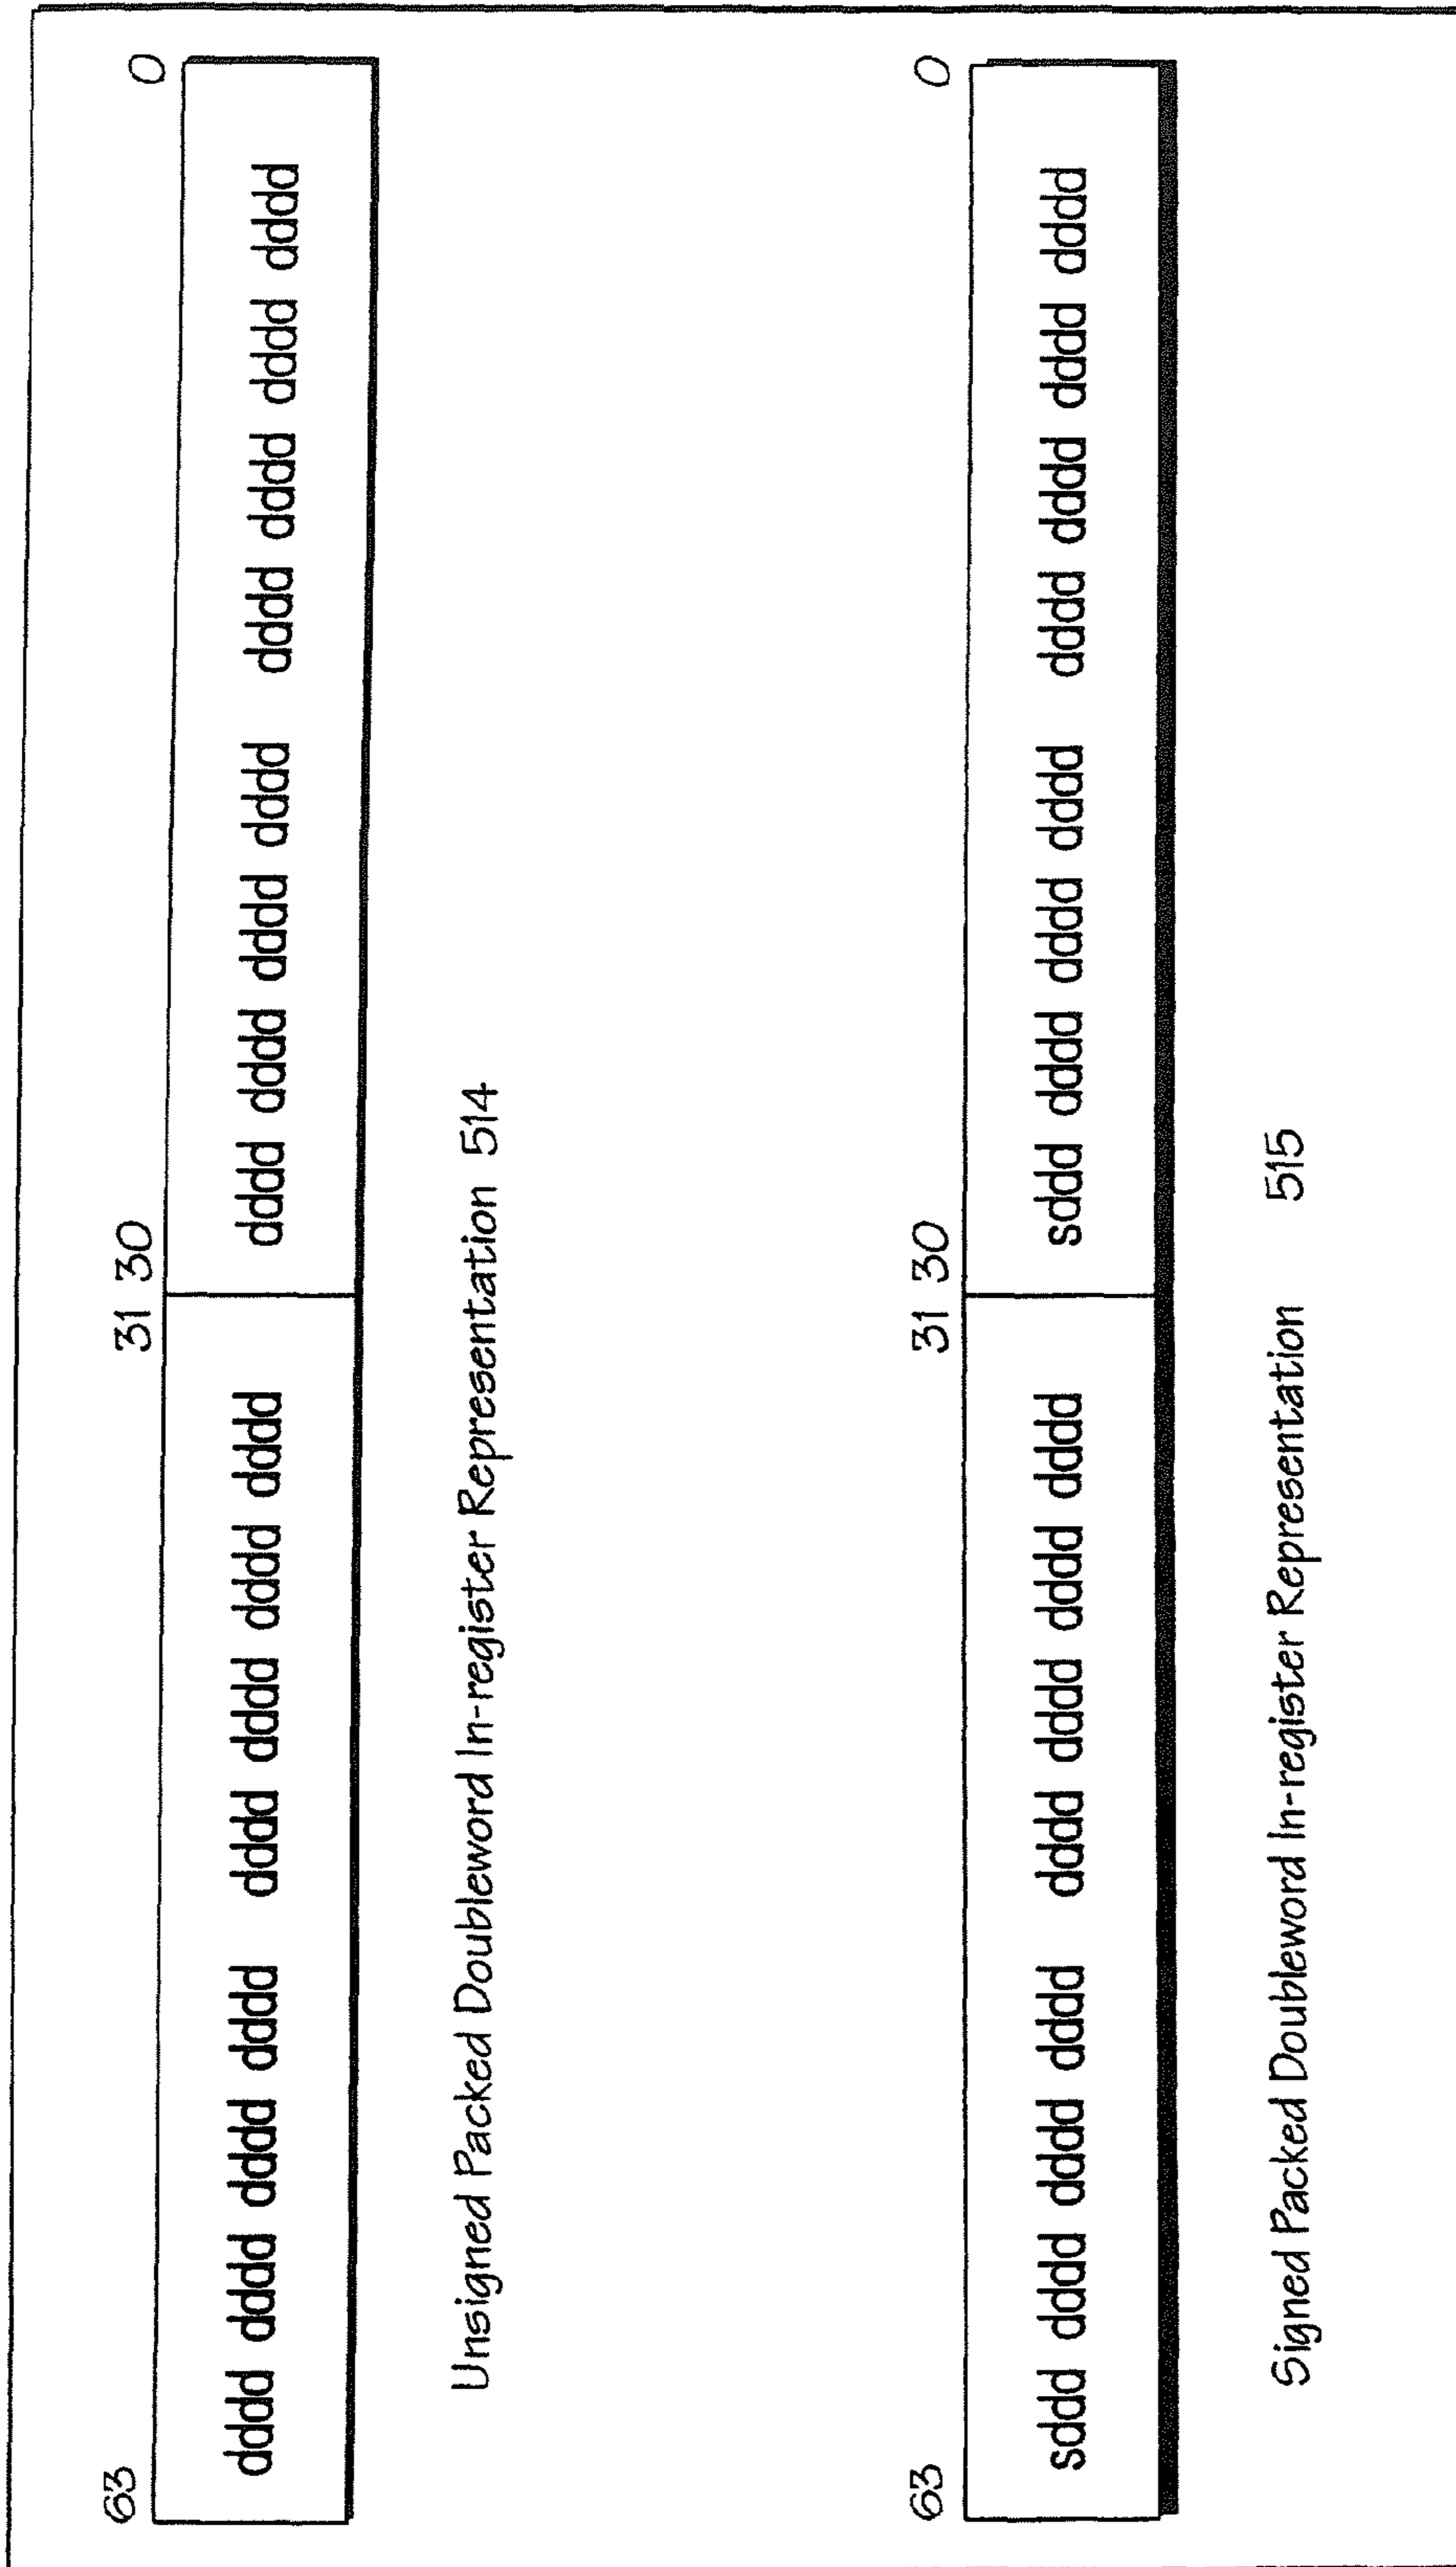 63 31 30 0
dddd dddd dddd dddd dddd dddd dddd dddd dddd dddd dddd dddd dddd dddd dddd dddd
Unsigned Packed Doubleword In-register Representation 514
63 31 30 0
sddd dddd dddd dddd dddd dddd dddd dddd sddd dddd dddd dddd dddd dddd dddd dddd
Signed Packed Doubleword In-register Representation 515